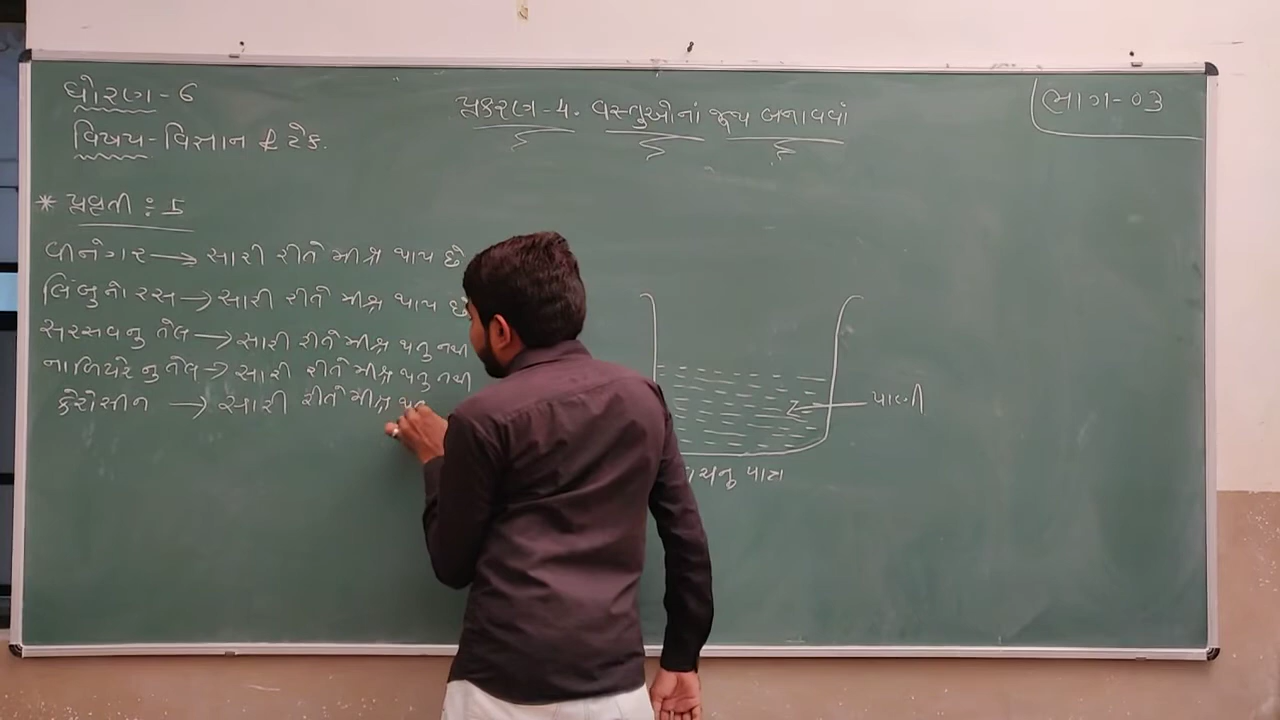 ધોરણ-6
વિષય-વિજ્ઞાન & ટેક.
પ્રકરણ-4. વસ્તુઓનાં જૂથ બનાવવાં
ભાગ-03
* પ્રવૃતી : 5
વીનેગર → સારી રીતે મીશ્ર થાય છે
લિંબુનો રસ → સારી રીતે મીશ્ર થાય છે
સરસવનુ તેલ → સારી રીતે મીશ્ર થતુ નથી
નાળિયેરનુ તેલ → સારી રીતે મીશ્ર થતુ નથી
કેરોસીન → સારી રીતે મીશ્ર
પાણી
પાત્ર